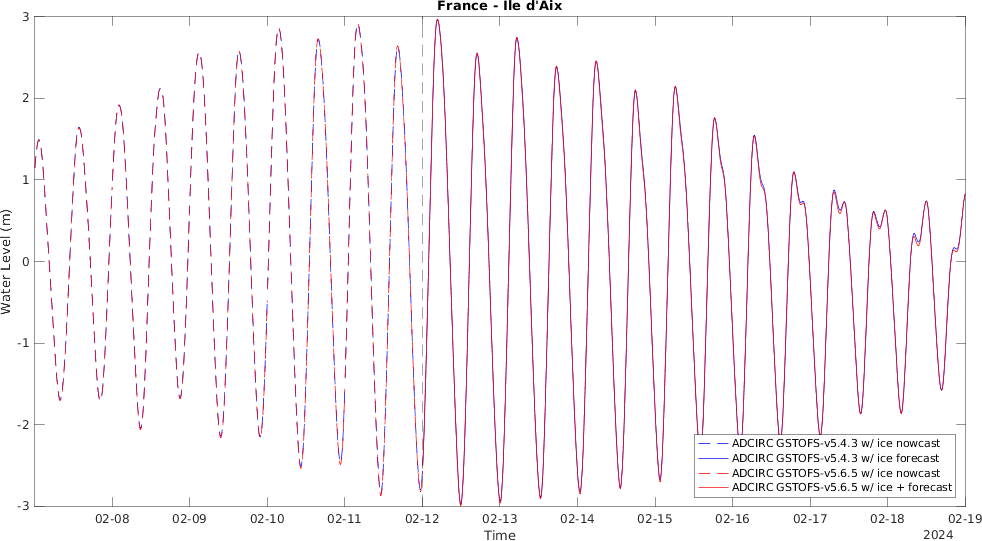 France - Ile d'Aix
Water Level (m)
3
2
1
0
-1
-2
-3
02-08 02-09 02-10 02-11 02-12 02-13 02-14 02-15 02-16 02-17 02-18 02-19
Time
2024
ADCIRC GSTOFS-v5.4.3 w/ ice nowcast
ADCIRC GSTOFS-v5.4.3 w/ ice forecast
ADCIRC GSTOFS-v5.6.5 w/ ice nowcast
ADCIRC GSTOFS-v5.6.5 w/ ice + forecast